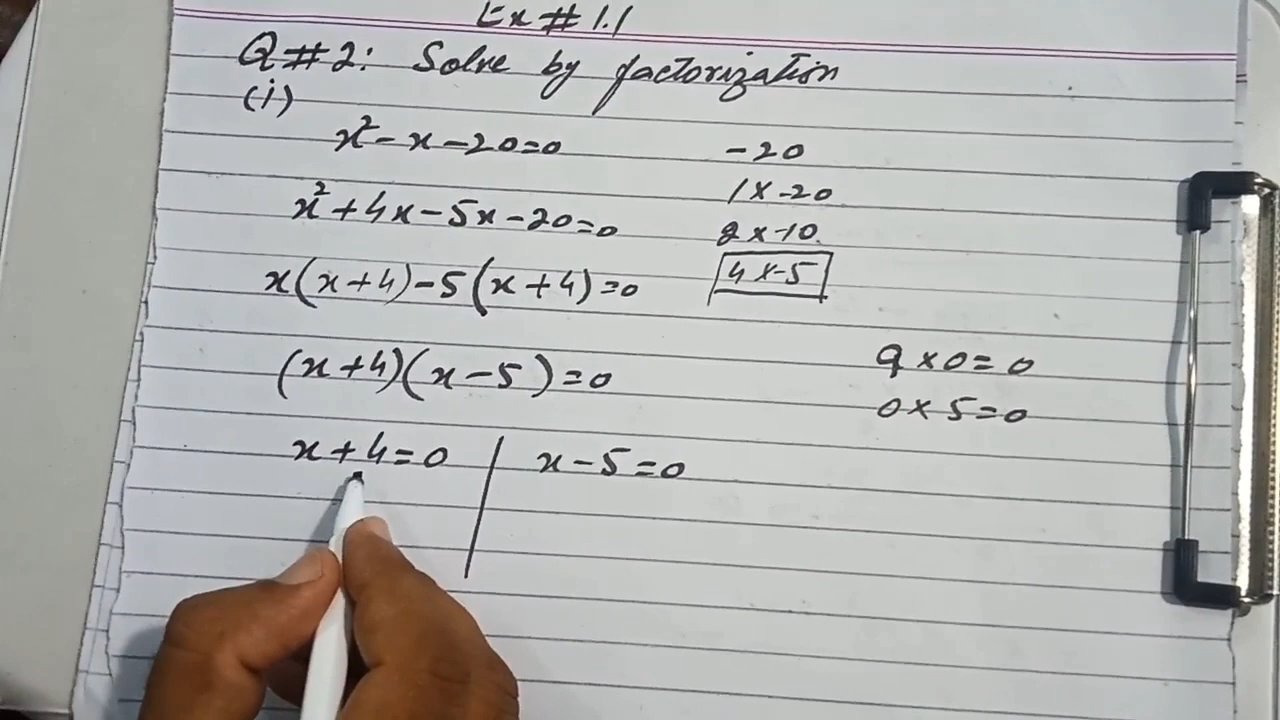 Ex # 1.1
Q#2: Solve by factorization
(i)
x² - x - 20 = 0
x² + 4x - 5x - 20 = 0
x(x+4) - 5(x+4) = 0
(x+4)(x-5) = 0
x + 4 = 0 | x - 5 = 0
-20
1 x -20
2 x -10
4 x -5
9 x 0 = 0
0 x 5 = 0